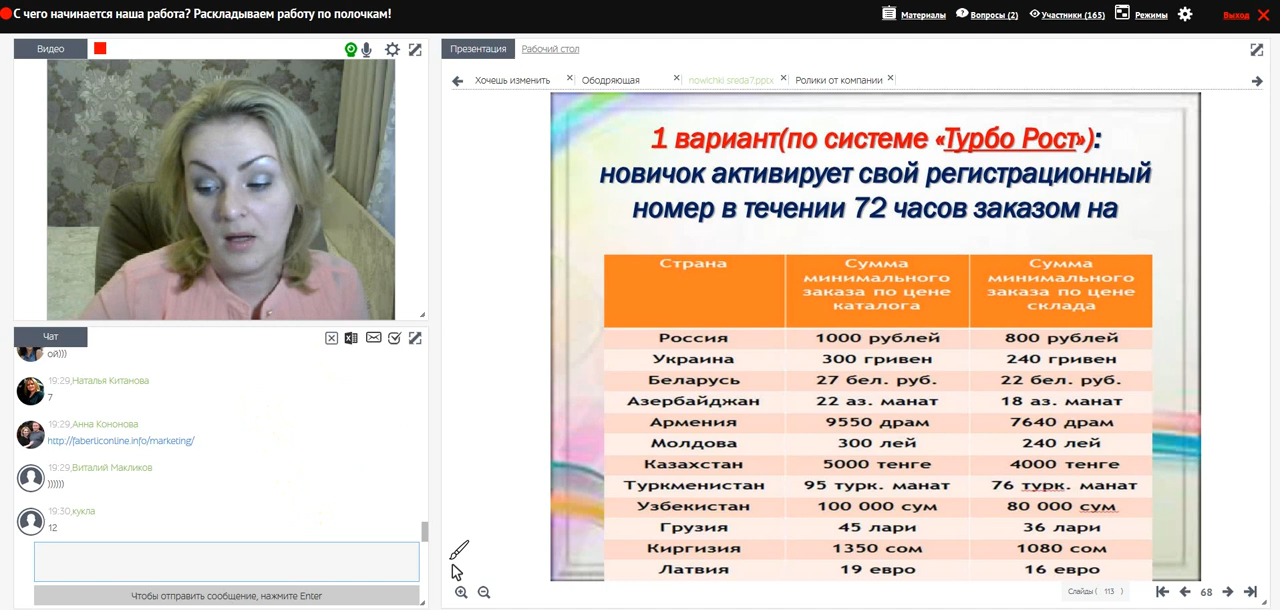 С чего начинается наша работа? Раскладываем работу по полочкам!
Материалы
Вопросы (2)
Участники (165)
Режимы
Выход
Видео
Презентация
Рабочий стол
Хочешь изменить
Ободряющая
nowichki sreda7.pptx
Ролики от компании
1 вариант(по системе «Турбо Рост»):
новичок активирует свой регистрационный
номер в течении 72 часов заказом на
Страна
Сумма
минимального
заказа по цене
каталога
Сумма
минимального
заказа по цене
склада
Россия 1000 рублей 800 рублей
Украина 300 гривен 240 гривен
Беларусь 27 бел. руб. 22 бел. руб.
Азербайджан 22 аз. манат 18 аз. манат
Армения 9550 драм 7640 драм
Молдова 300 лей 240 лей
Казахстан 5000 тенге 4000 тенге
Туркменистан 95 турк. манат 76 турк. манат
Узбекистан 100 000 сум 80 000 сум
Грузия 45 лари 36 лари
Киргизия 1350 сом 1080 сом
Латвия 19 евро 16 евро
Слайды ( 113 )
68
Чат
ой)))
19:29,Наталья Китанова
7
19:29,Анна Кононова
http://faberliconline.info/marketing/
19:29,Виталий Макликов
))))))
19:30,кукла
12
Чтобы отправить сообщение, нажмите Enter